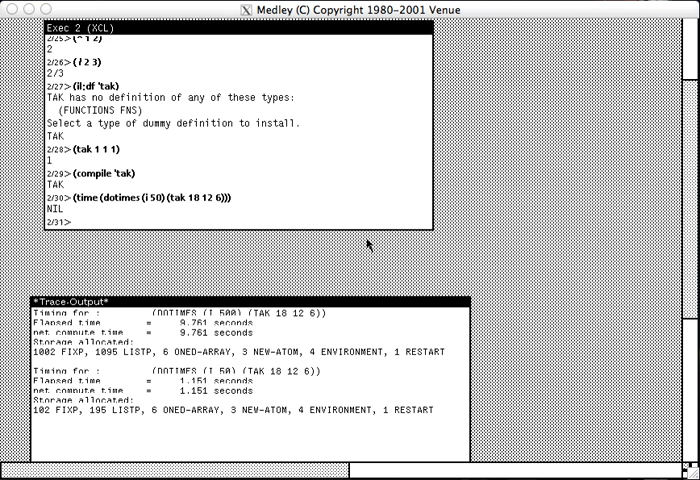 Medley (C) Copyright 1980-2001 Venue
Exec 2 (XCL)
2/25> (* 1 2)
2
2/26> (/ 2 3)
2/3
2/27> (il:df 'tak)
TAK has no definition of any of these types:
(FUNCTIONS FNS)
Select a type of dummy definition to install.
TAK
2/28> (tak 1 1 1)
1
2/29> (compile 'tak)
TAK
2/30> (time (dotimes (i 50) (tak 18 12 6)))
NIL
2/31>
*Trace-Output*
Timing for : (DOTIMES (I 500) (TAK 18 12 6))
Elapsed time = 9.761 seconds
net compute time = 9.761 seconds
Storage allocated:
1002 FIXP, 1095 LISTP, 6 ONED-ARRAY, 3 NEW-ATOM, 4 ENVIRONMENT, 1 RESTART
Timing for : (DOTIMES (I 50) (TAK 18 12 6))
Elapsed time = 1.151 seconds
net compute time = 1.151 seconds
Storage allocated:
102 FIXP, 195 LISTP, 6 ONED-ARRAY, 3 NEW-ATOM, 4 ENVIRONMENT, 1 RESTART